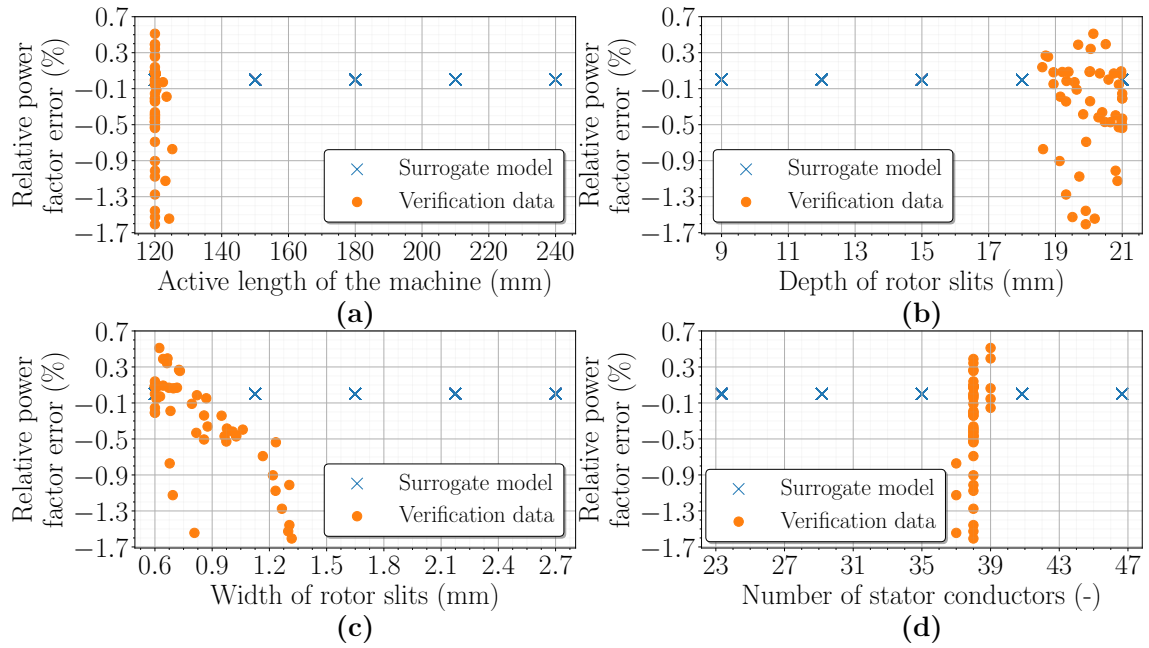 0.7
0.3
−0.1
−0.5
−0.9
−1.3
−1.7
Relative power
factor error (%)
Surrogate model
Verification data
120 140 160 180 200 220 240
Active length of the machine (mm)
(a)
0.7
0.3
−0.1
−0.5
−0.9
−1.3
−1.7
Relative power
factor error (%)
Surrogate model
Verification data
9 11 13 15 17 19 21
Depth of rotor slits (mm)
(b)
0.7
0.3
−0.1
−0.5
−0.9
−1.3
−1.7
Relative power
factor error (%)
Surrogate model
Verification data
0.6 0.9 1.2 1.5 1.8 2.1 2.4 2.7
Width of rotor slits (mm)
(c)
0.7
0.3
−0.1
−0.5
−0.9
−1.3
−1.7
Relative power
factor error (%)
Surrogate model
Verification data
23 27 31 35 39 43 47
Number of stator conductors (-)
(d)